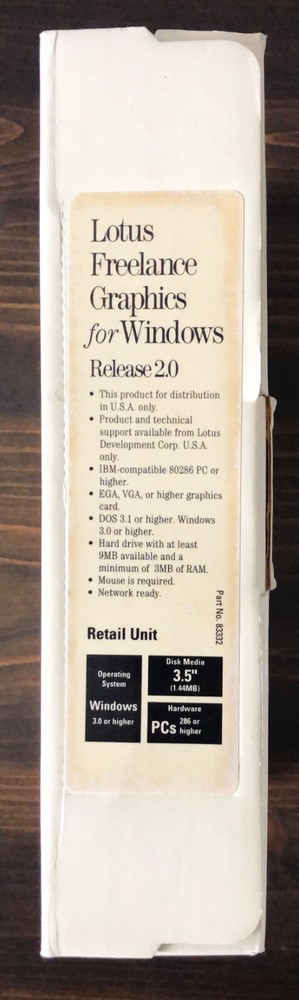 Lotus
Freelance
Graphics
for Windows
Release 2.0
• This product for distribution
in U.S.A. only.
• Product and technical
support available from Lotus
Development Corp. U.S.A.
only.
• IBM-compatible 80286 PC or
higher.
• EGA, VGA, or higher graphics
card.
• DOS 3.1 or higher. Windows
3.0 or higher.
• Hard drive with at least
9MB available and a
minimum of 3MB of RAM.
• Mouse is required.
• Network ready.
Part No. 83332
Retail Unit
Operating
System
Windows
3.0 or higher
Disk Media
3.5"
(1.44MB)
Hardware
PCs 286 or
higher